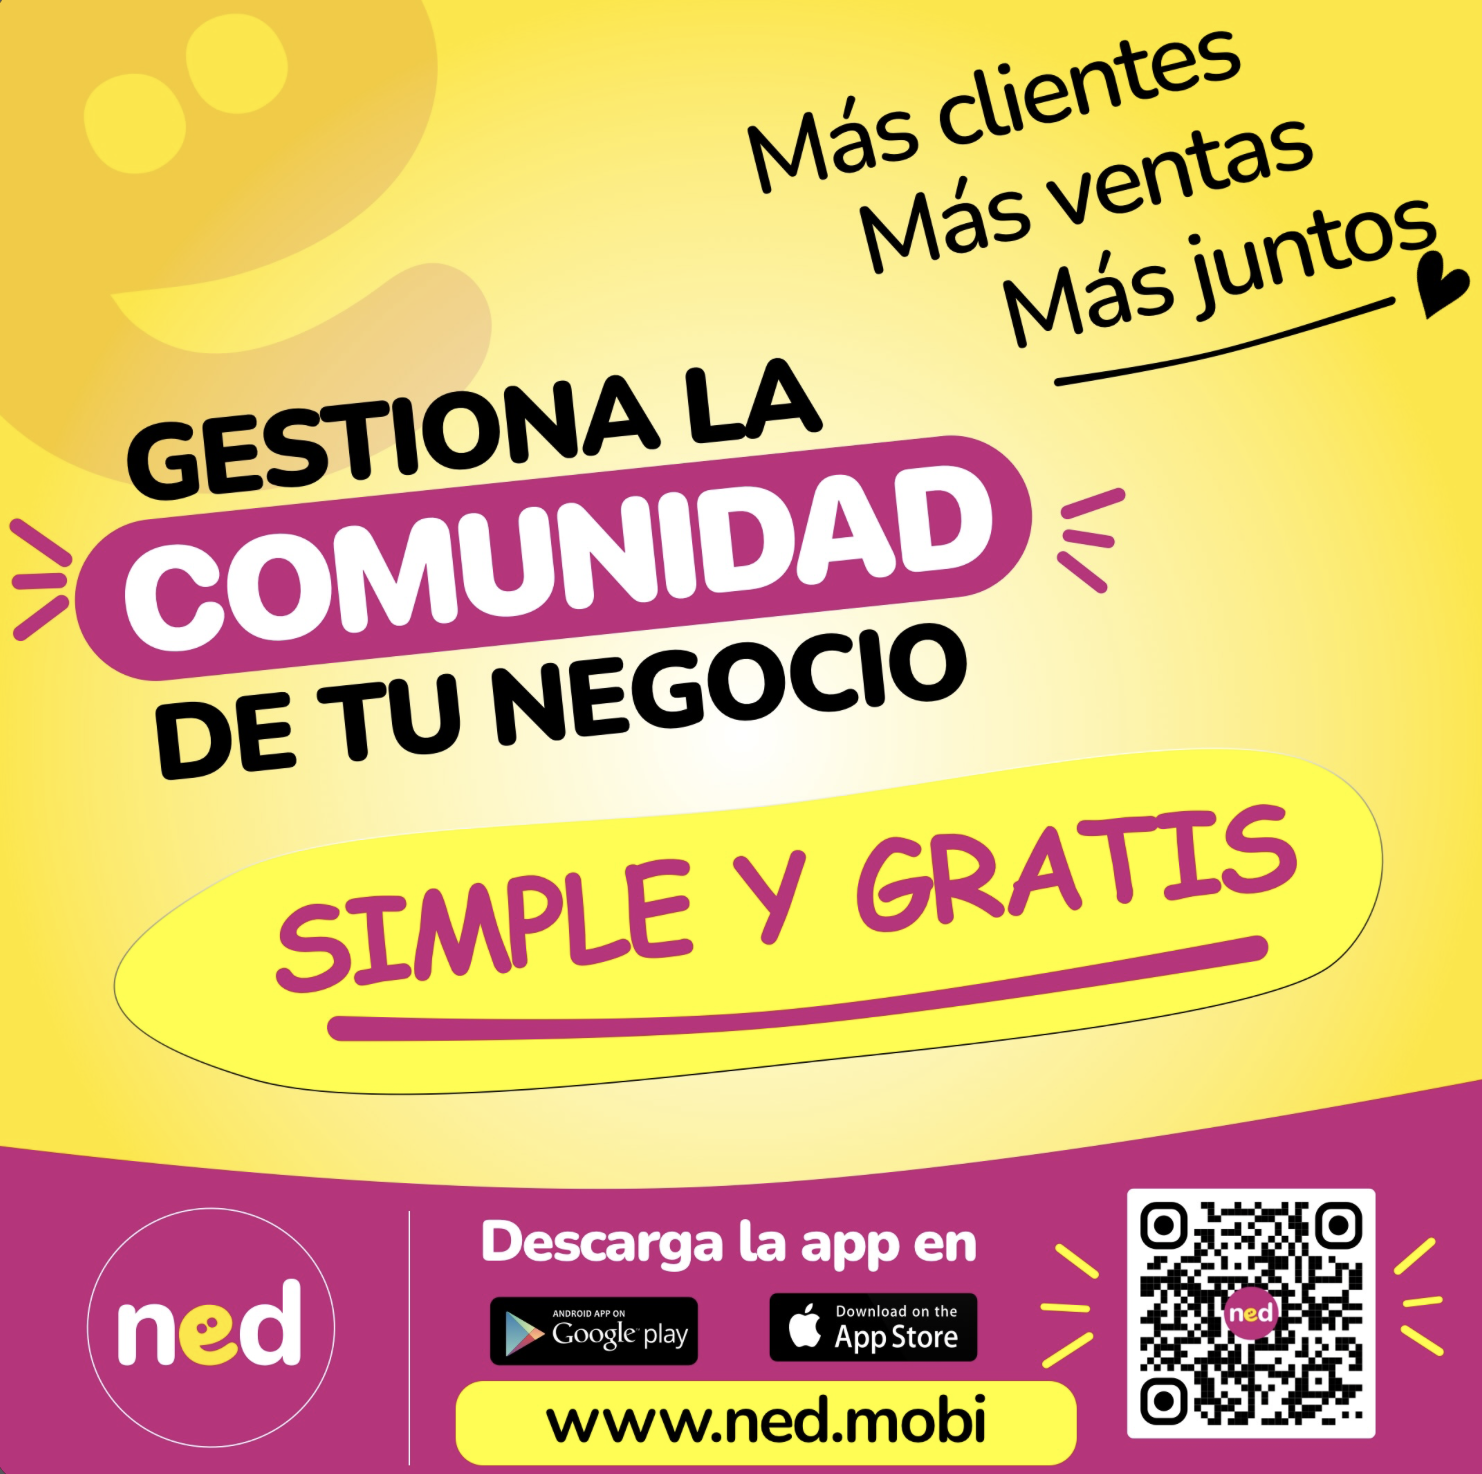 Más clientes
Más ventas
Más juntos
GESTIONA LA
COMUNIDAD
DE TU NEGOCIO
SIMPLE Y GRATIS
ned
Descarga la app en
ANDROID APP ON
Google play
Download on the
App Store
www.ned.mobi
ned